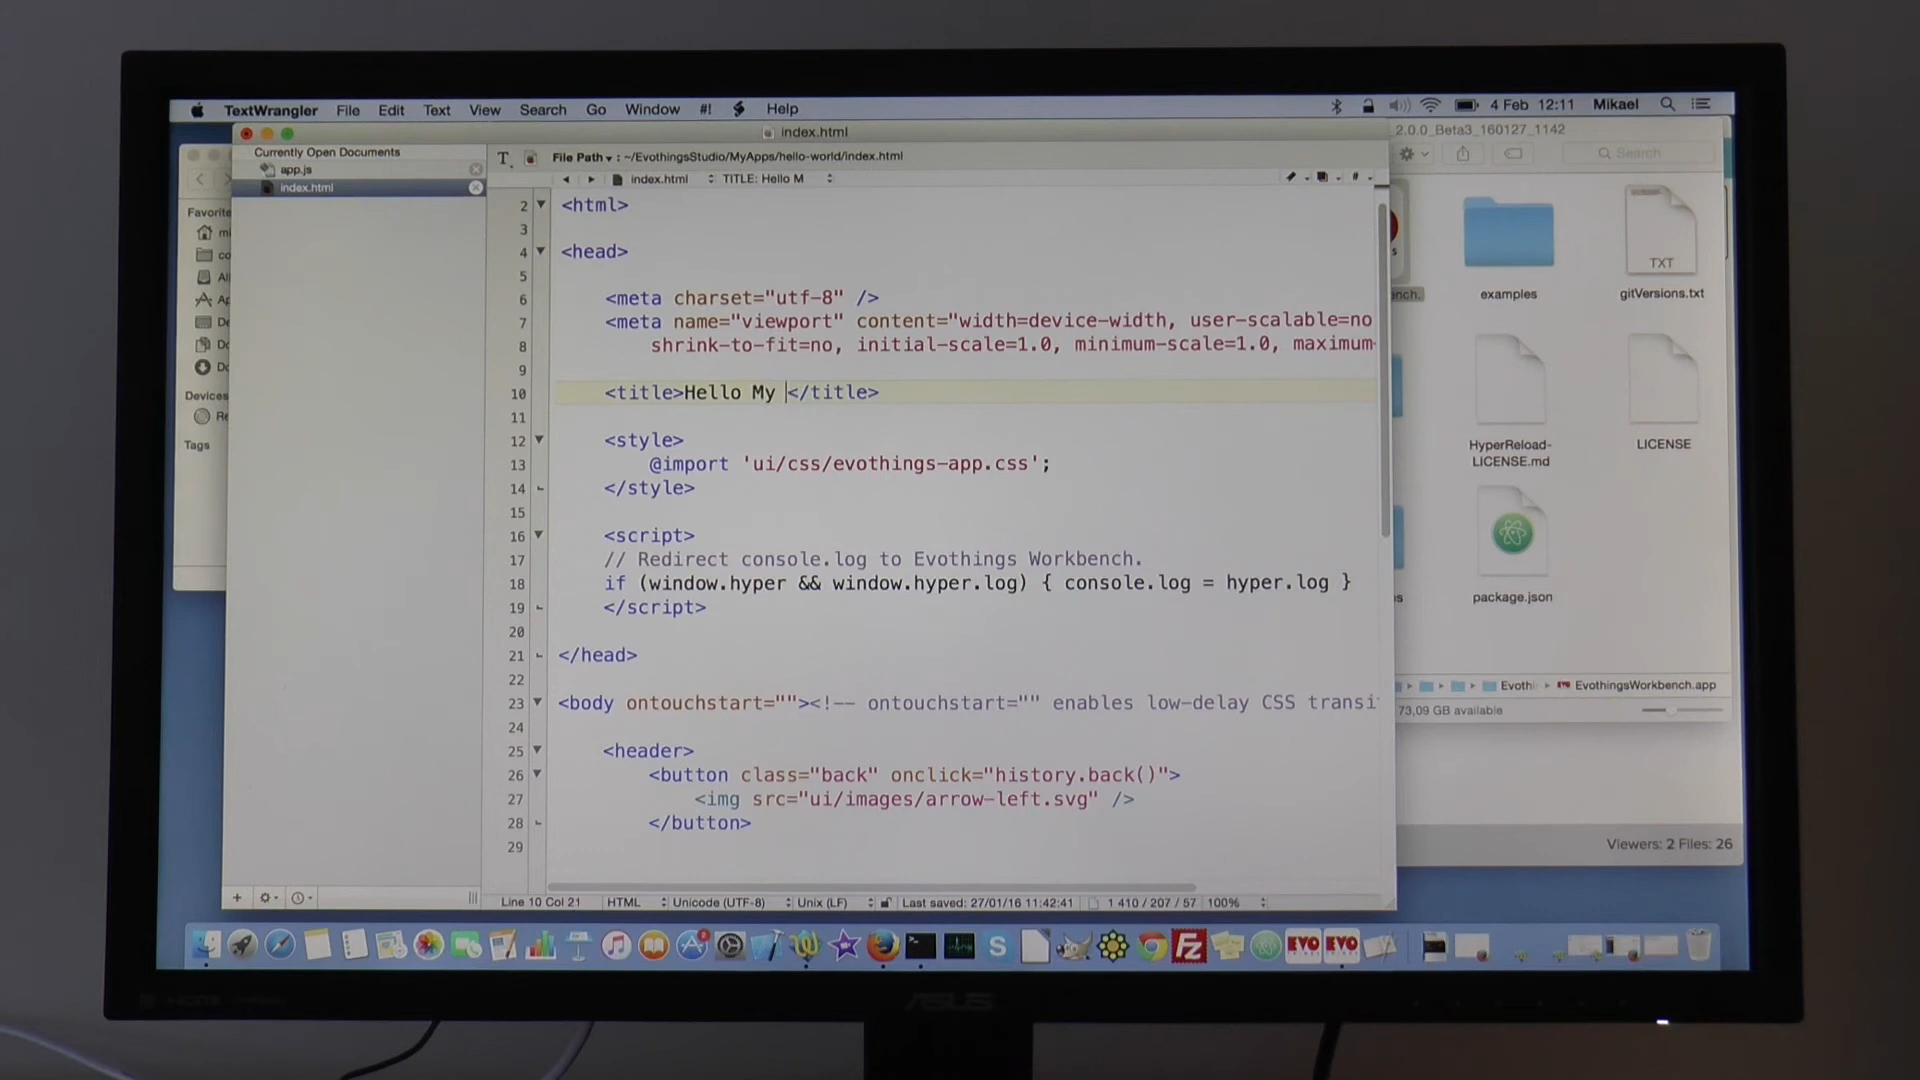 TextWrangler File Edit Text View Search Go Window #! Help
4 Feb 12:11 Mikael
index.html
2.0.0_Beta3_160127_1142
Search
Currently Open Documents
app.js
index.html
File Path : ~/EvothingsStudio/MyApps/hello-world/index.html
index.html TITLE: Hello M
Favorite
Devices
Tags
2 <html>
3
4 <head>
5
6 <meta charset="utf-8" />
7 <meta name="viewport" content="width=device-width, user-scalable=no
8 shrink-to-fit=no, initial-scale=1.0, minimum-scale=1.0, maximum-
9
10 <title>Hello My </title>
11
12 <style>
13 @import 'ui/css/evothings-app.css';
14 </style>
15
16 <script>
17 // Redirect console.log to Evothings Workbench.
18 if (window.hyper && window.hyper.log) { console.log = hyper.log }
19 </script>
20
21 </head>
22
23 <body ontouchstart=""><!-- ontouchstart="" enables low-delay CSS transi
24
25 <header>
26 <button class="back" onclick="history.back()">
27 <img src="ui/images/arrow-left.svg" />
28 </button>
29
Line 10 Col 21 HTML Unicode (UTF-8) Unix (LF) Last saved: 27/01/16 11:42:41 1 410 / 207 / 57 100%
TXT
examples
gitVersions.txt
HyperReload-
LICENSE.md
LICENSE
package.json
Evothi EvothingsWorkbench.app
73,09 GB available
Viewers: 2 Files: 26
EVO EVO
ASUS